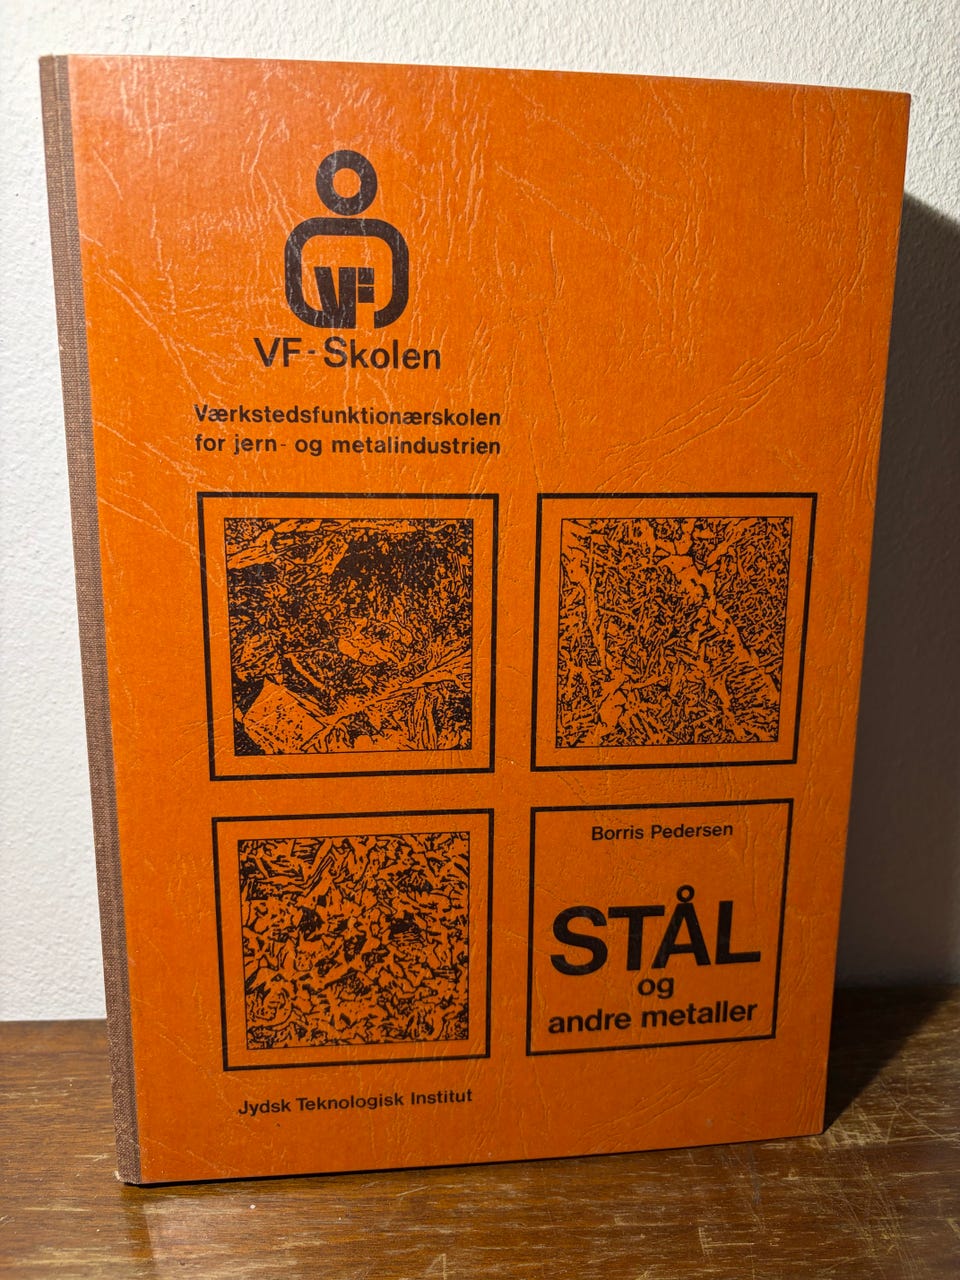 VF
VF-Skolen
Værkstedsfunktionærskolen
for jern- og metalindustrien
Borris Pedersen
STÅL
og
andre metaller
Jydsk Teknologisk Institut